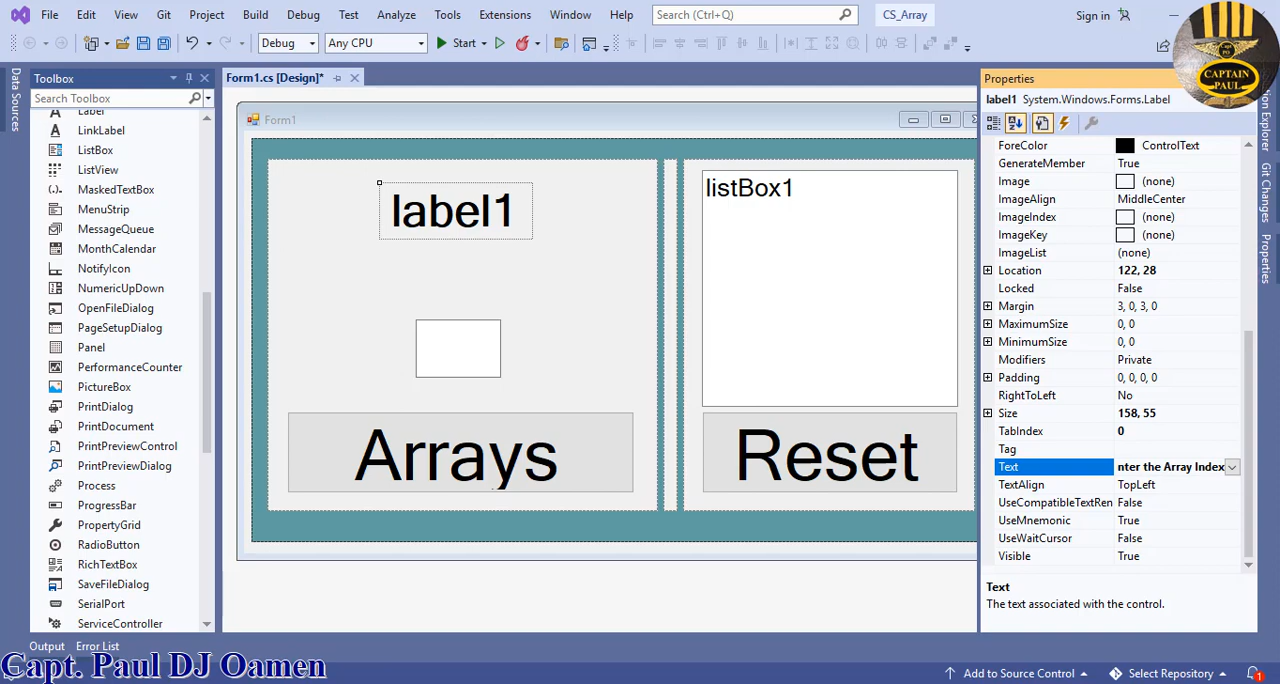 File Edit View Git Project Build Debug Test Analyze Tools Extensions Window Help Search (Ctrl+Q) CS_Array Sign in
Debug Any CPU Start
Data Sources
Toolbox
Search Toolbox
Label
LinkLabel
ListBox
ListView
MaskedTextBox
MenuStrip
MessageQueue
MonthCalendar
NotifyIcon
NumericUpDown
OpenFileDialog
PageSetupDialog
Panel
PerformanceCounter
PictureBox
PrintDialog
PrintDocument
PrintPreviewControl
PrintPreviewDialog
Process
ProgressBar
PropertyGrid
RadioButton
RichTextBox
SaveFileDialog
SerialPort
ServiceController
Form1.cs [Design]*
Form1
label1
listBox1
Arrays
Reset
Properties
label1 System.Windows.Forms.Label
ForeColor ControlText
GenerateMember True
Image (none)
ImageAlign MiddleCenter
ImageIndex (none)
ImageKey (none)
ImageList (none)
Location 122, 28
Locked False
Margin 3, 0, 3, 0
MaximumSize 0, 0
MinimumSize 0, 0
Modifiers Private
Padding 0, 0, 0, 0
RightToLeft No
Size 158, 55
TabIndex 0
Tag
Text nter the Array Index
TextAlign TopLeft
UseCompatibleTextRen False
UseMnemonic True
UseWaitCursor False
Visible True
Text
The text associated with the control.
CAPTAIN
PAUL
Explorer
Git Changes
Properties
Output Error List
Capt. Paul DJ Oamen
Add to Source Control Select Repository 1